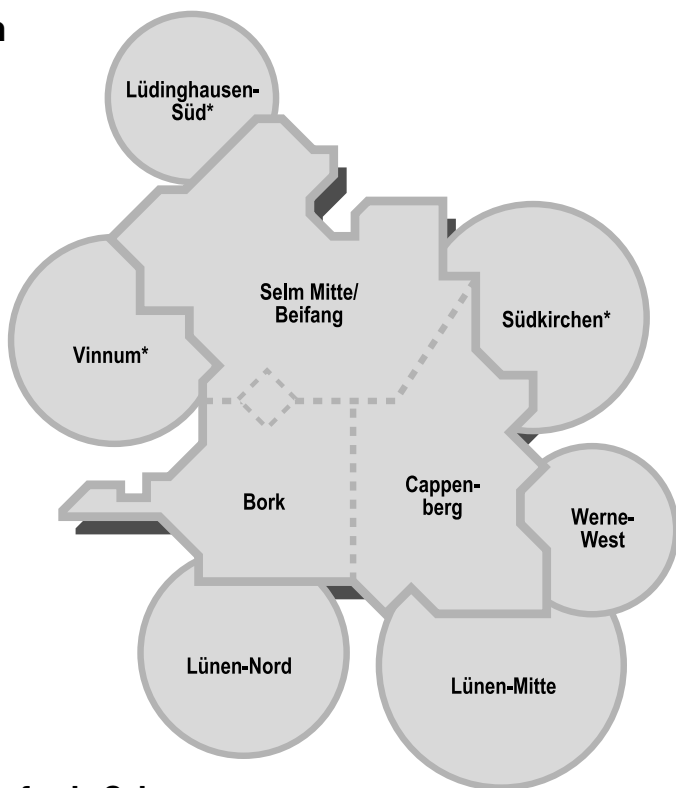 Lüdinghausen-
Süd*
Selm Mitte/
Beifang
Südkirchen*
Vinnum*
Cappen-
berg
Bork
Werne-
West
Lünen-Nord
Lünen-Mitte